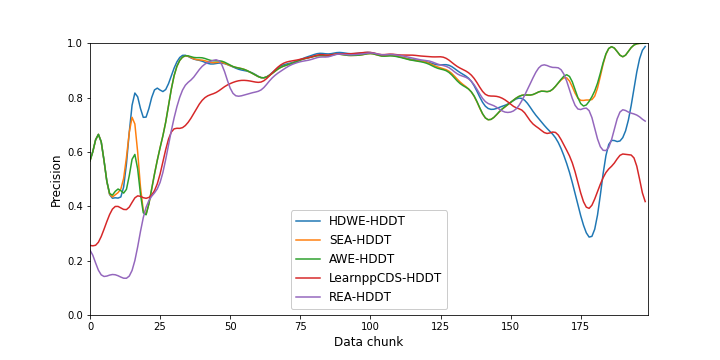 1.0
0.8
0.6
0.4
0.2
0.0
Precision
0 25 50 75 100 125 150 175
Data chunk
HDWE-HDDT
SEA-HDDT
AWE-HDDT
LearnppCDS-HDDT
REA-HDDT